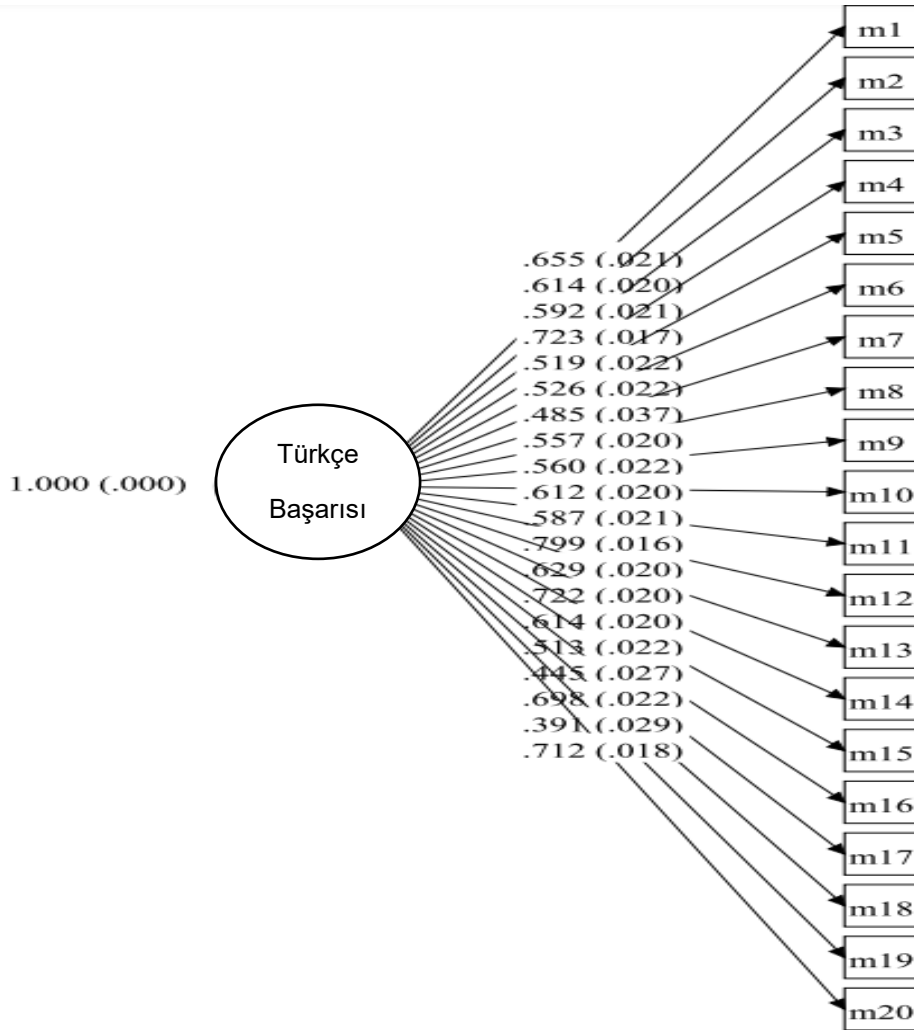 m1
m2
m3
m4
m5
m6
m7
m8
m9
m10
m11
m12
m13
m14
m15
m16
m17
m18
m19
m20
.655 (.021)
.614 (.020)
.592 (.021)
.723 (.017)
.519 (.022)
.526 (.022)
.485 (.037)
.557 (.020)
.560 (.022)
.612 (.020)
.587 (.021)
.799 (.016)
.629 (.020)
.722 (.020)
.614 (.020)
.513 (.022)
.445 (.027)
.698 (.022)
.391 (.029)
.712 (.018)
Türkçe
Başarısı
1.000 (.000)